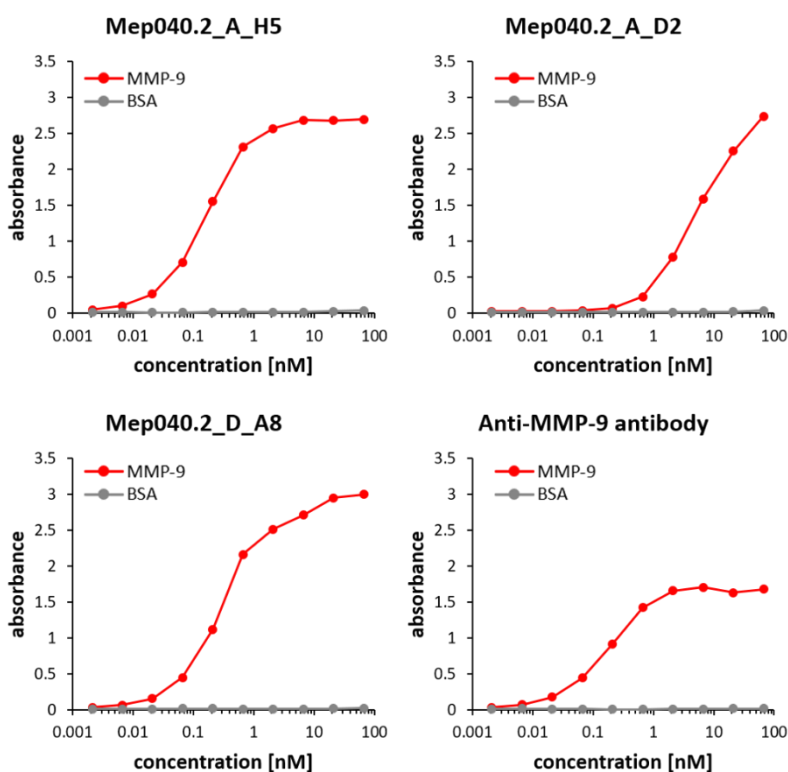 Mep040.2_A_H5
3.5
3
2.5
2
1.5
1
0.5
0
absorbance
MMP-9
BSA
0.001 0.01 0.1 1 10 100
concentration [nM]
Mep040.2_A_D2
3.5
3
2.5
2
1.5
1
0.5
0
absorbance
MMP-9
BSA
0.001 0.01 0.1 1 10 100
concentration [nM]
Mep040.2_D_A8
3.5
3
2.5
2
1.5
1
0.5
0
absorbance
MMP-9
BSA
0.001 0.01 0.1 1 10 100
concentration [nM]
Anti-MMP-9 antibody
3.5
3
2.5
2
1.5
1
0.5
0
absorbance
MMP-9
BSA
0.001 0.01 0.1 1 10 100
concentration [nM]